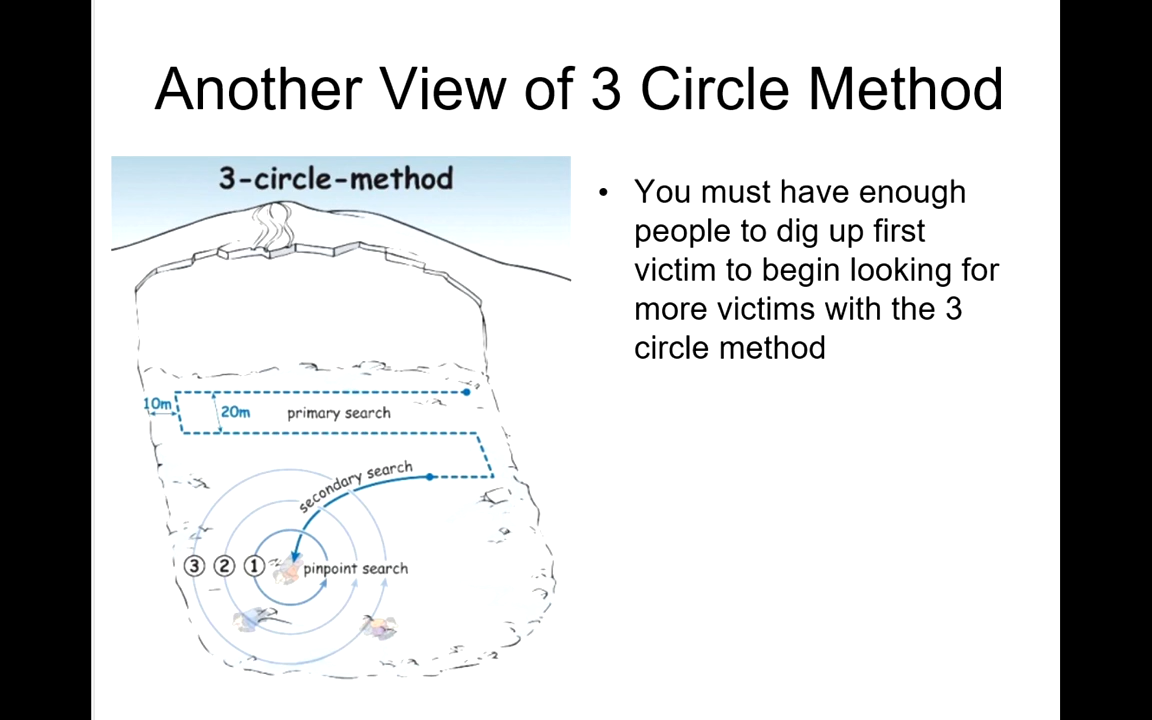 Another View of 3 Circle Method
3-circle-method
10m
20m
primary search
secondary search
3 2 1
pinpoint search
• You must have enough
people to dig up first
victim to begin looking for
more victims with the 3
circle method